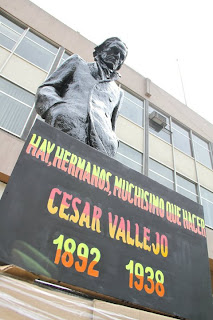 HAY, HERMANOS, MUCHISIMO QUE HACER
CESAR VALLEJO
1892 1938